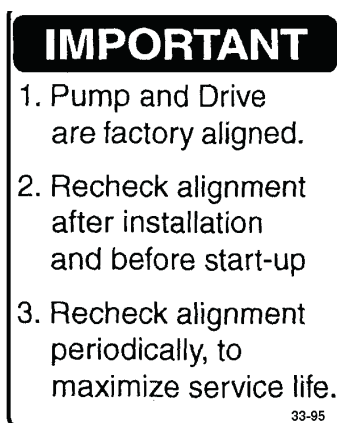 IMPORTANT
1. Pump and Drive
are factory aligned.
2. Recheck alignment
after installation
and before start-up
3. Recheck alignment
periodically, to
maximize service life.
33-95